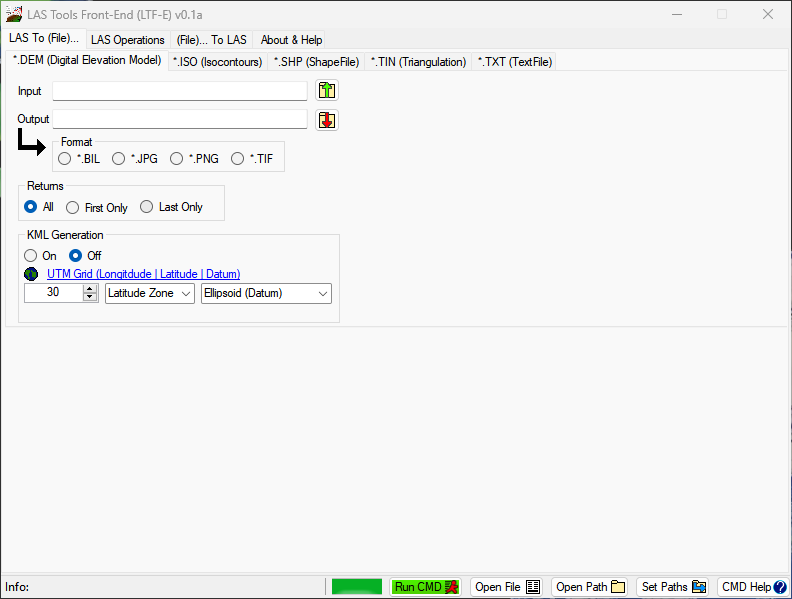 LAS Tools Front-End (LTF-E) v0.1a
LAS To (File)... LAS Operations (File)... To LAS About & Help
*.DEM (Digital Elevation Model) *.ISO (Isocontours) *.SHP (ShapeFile) *.TIN (Triangulation) *.TXT (TextFile)
Input
Output
Format
*.BIL *.JPG *.PNG *.TIF
Returns
All First Only Last Only
KML Generation
On Off
UTM Grid (Longitdude | Latitude | Datum)
30 Latitude Zone Ellipsoid (Datum)
Info: Run CMD Open File Open Path Set Paths CMD Help